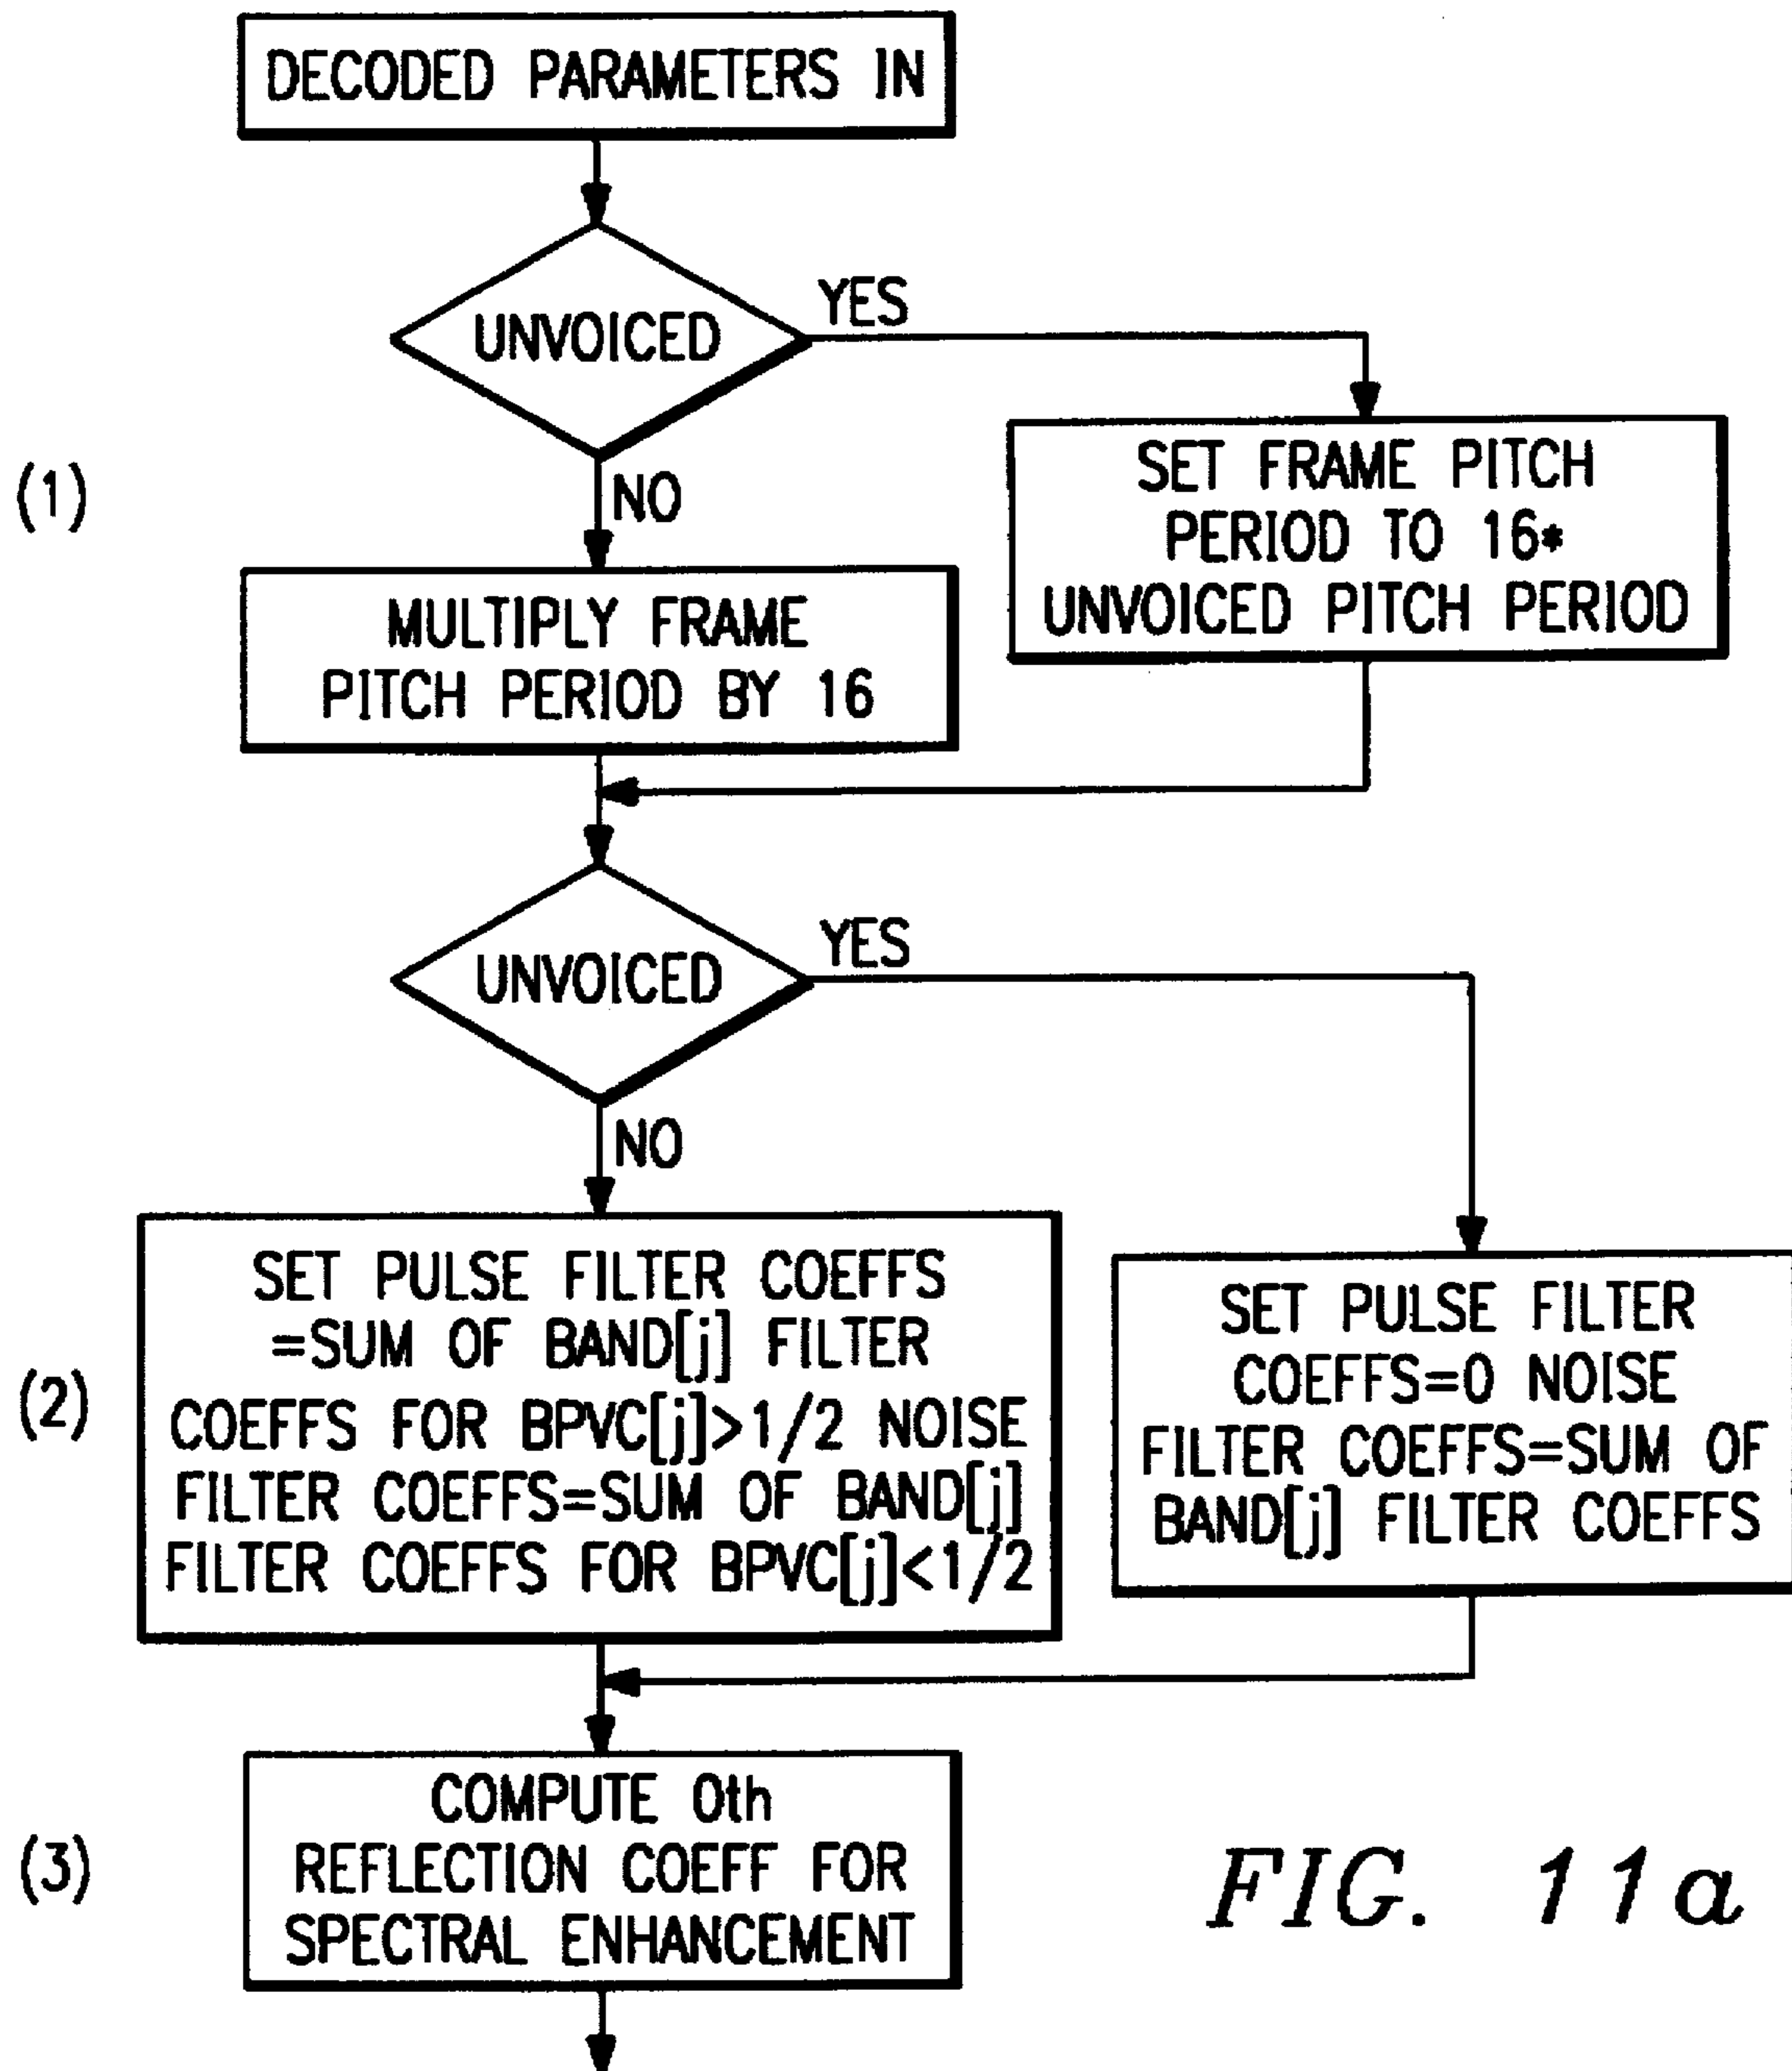 DECODED PARAMETERS IN
UNVOICED
YES
(1)
NO
SET FRAME PITCH
PERIOD TO 16*
UNVOICED PITCH PERIOD
MULTIPLY FRAME
PITCH PERIOD BY 16
UNVOICED
YES
NO
(2)
SET PULSE FILTER COEFFS
=SUM OF BAND[j] FILTER
COEFFS FOR BPVC[j]>1/2 NOISE
FILTER COEFFS=SUM OF BAND[j]
FILTER COEFFS FOR BPVC[j]<1/2
SET PULSE FILTER
COEFFS=0 NOISE
FILTER COEFFS=SUM OF
BAND[j] FILTER COEFFS
(3)
COMPUTE 0th
REFLECTION COEFF FOR
SPECTRAL ENHANCEMENT
FIG. 11a